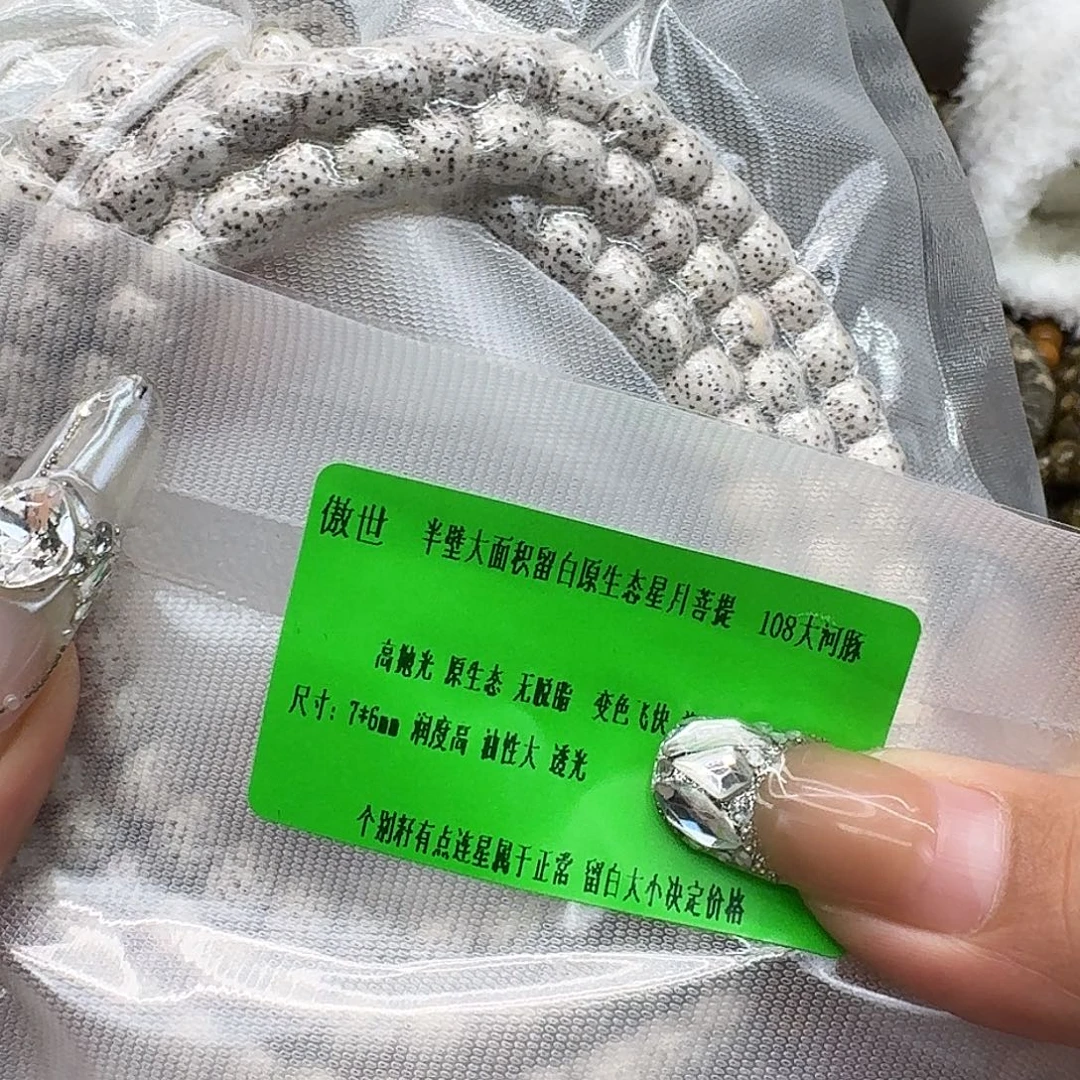 傲世 半壁大面积留白原生态星月菩提 108大河豚
高抛光 原生态 无脱脂 变色飞快
尺寸：7*6mm 润度高 油性大 透光
个别籽有点连星属于正常 留白大小决定价格